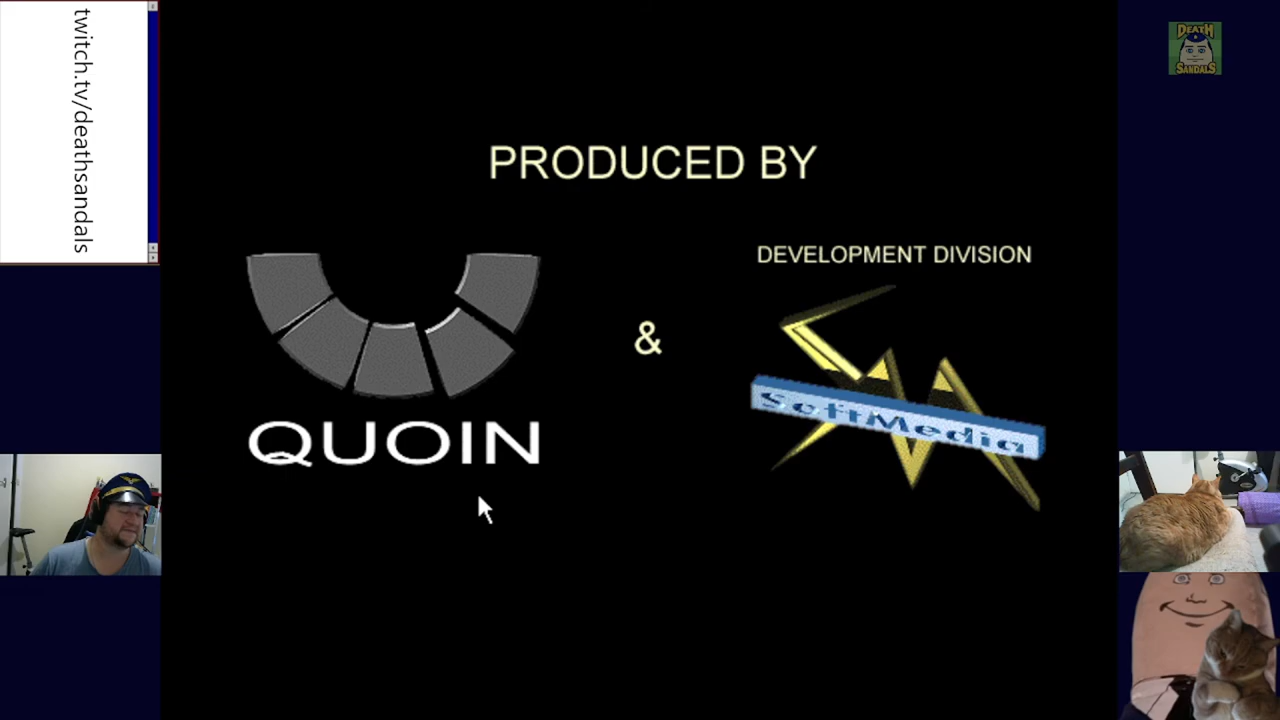 twitch.tv/deathsandals
DEATH
SANDALS
PRODUCED BY
DEVELOPMENT DIVISION
&
SoftMedia
QUOIN